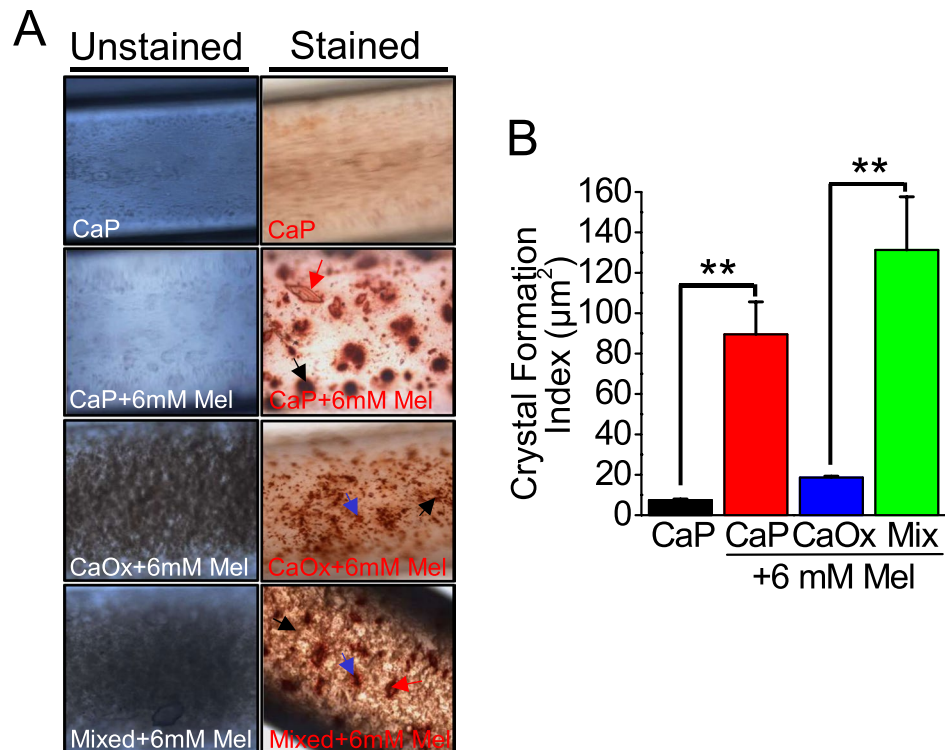 A
Unstained Stained
CaP CaP
CaP+6mM Mel CaP+6mM Mel
CaOx+6mM Mel CaOx+6mM Mel
Mixed+6mM Mel Mixed+6mM Mel
B
Crystal Formation
Index (µm²)
160
140
120
100
80
60
40
20
0
**
**
CaP CaP CaOx Mix
+6 mM Mel